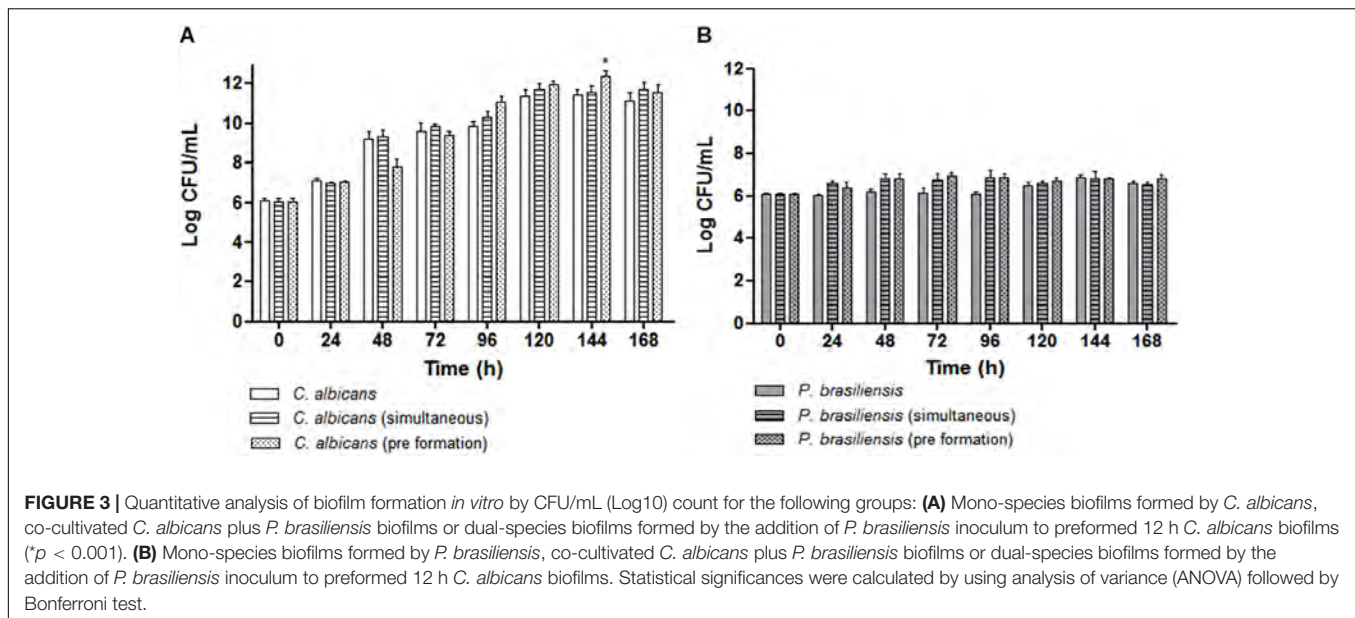 A
B
12
10
8
6
4
2
0
Log CFU/mL
*
0 24 48 72 96 120 144 168
Time (h)
C. albicans
C. albicans (simultaneous)
C. albicans (pre formation)
12
10
8
6
4
2
0
Log CFU/mL
0 24 48 72 96 120 144 168
Time (h)
P. brasiliensis
P. brasiliensis (simultaneous)
P. brasiliensis (pre formation)
FIGURE 3 | Quantitative analysis of biofilm formation in vitro by CFU/mL (Log10) count for the following groups: (A) Mono-species biofilms formed by C. albicans,
co-cultivated C. albicans plus P. brasiliensis biofilms or dual-species biofilms formed by the addition of P. brasiliensis inoculum to preformed 12 h C. albicans biofilms
(*p < 0.001). (B) Mono-species biofilms formed by P. brasiliensis, co-cultivated C. albicans plus P. brasiliensis biofilms or dual-species biofilms formed by the
addition of P. brasiliensis inoculum to preformed 12 h C. albicans biofilms. Statistical significances were calculated by using analysis of variance (ANOVA) followed by
Bonferroni test.